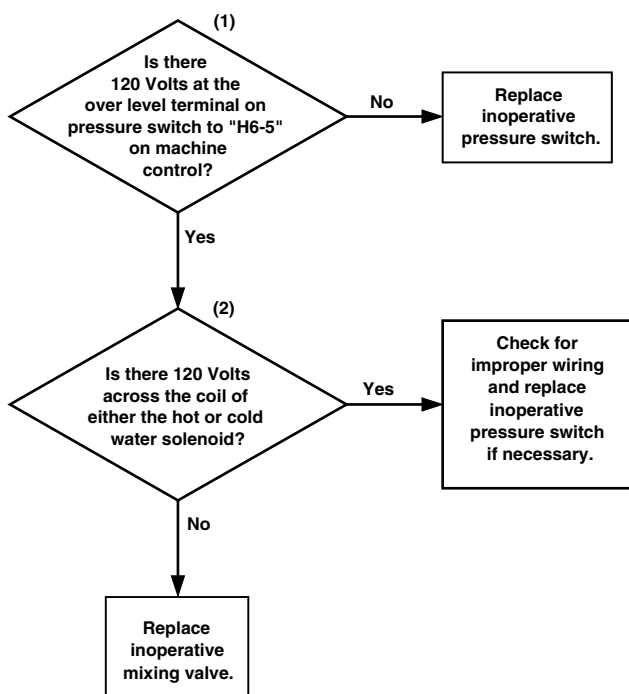 (1)
Is there
120 Volts at the
over level terminal on
pressure switch to "H6-5"
on machine
control?
No
Replace
inoperative
pressure switch.
Yes
(2)
Is there 120 Volts
across the coil of
either the hot or cold
water solenoid?
Yes
Check for
improper wiring
and replace
inoperative
pressure switch
if necessary.
No
Replace
inoperative
mixing valve.